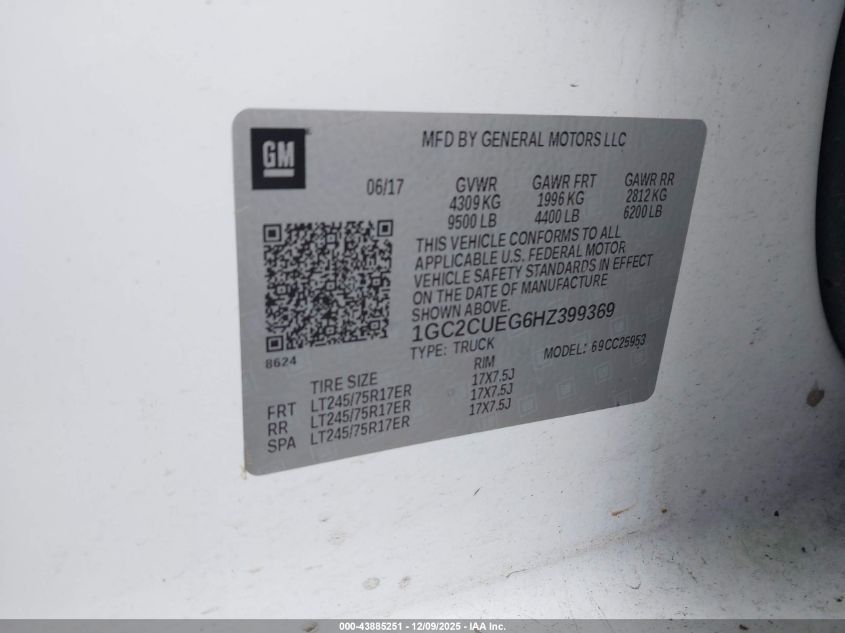 GM
MFD BY GENERAL MOTORS LLC
06/17
GVWR GAWR FRT GAWR RR
4309 KG 1996 KG 2812 KG
9500 LB 4400 LB 6200 LB
THIS VEHICLE CONFORMS TO ALL
APPLICABLE U.S. FEDERAL MOTOR
VEHICLE SAFETY STANDARDS IN EFFECT
ON THE DATE OF MANUFACTURE
SHOWN ABOVE.
1GC2CUEG6HZ399369
TYPE: TRUCK MODEL: 69CC25953
8624
TIRE SIZE RIM
FRT LT245/75R17ER 17X7.5J
RR LT245/75R17ER 17X7.5J
SPA LT245/75R17ER 17X7.5J
000-43885251 - 12/09/2025 - IAA Inc.